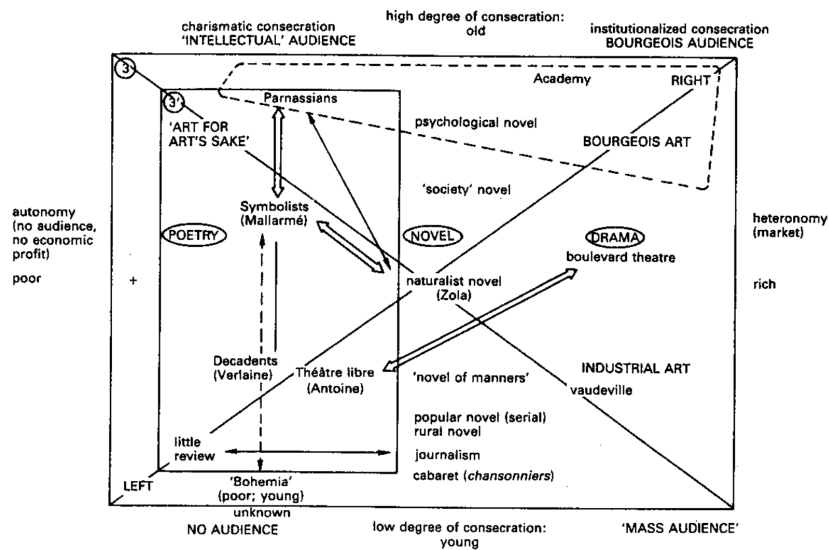 charismatic consecration
'INTELLECTUAL' AUDIENCE
high degree of consecration:
old
institutionalized consecration
BOURGEOIS AUDIENCE
3
Academy
RIGHT
3'
Parnassians
'ART FOR
ART'S SAKE'
psychological novel
BOURGEOIS ART
'society' novel
autonomy
(no audience,
no economic
profit)
poor
+
Symbolists
(Mallarmé)
POETRY
NOVEL
DRAMA
boulevard theatre
heteronomy
(market)
rich
naturalist novel
(Zola)
Decadents
(Verlaine)
Théâtre libre
(Antoine)
'novel of manners'
INDUSTRIAL ART
vaudeville
popular novel (serial)
rural novel
little
review
journalism
cabaret (chansonniers)
LEFT
'Bohemia'
(poor; young)
unknown
NO AUDIENCE
low degree of consecration:
young
'MASS AUDIENCE'